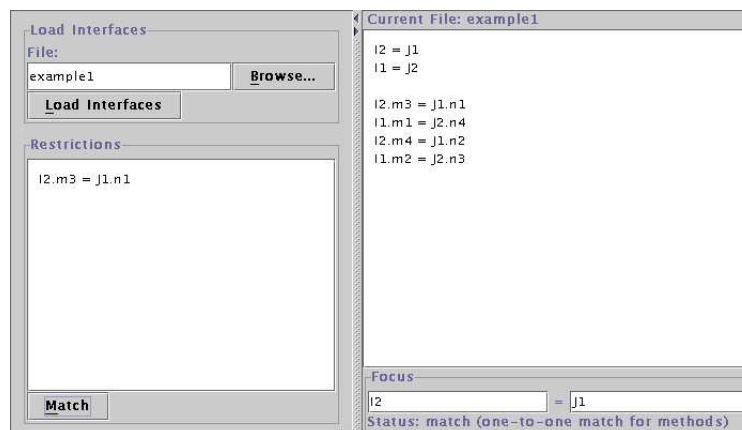 Load Interfaces
File:
example1
Browse...
Load Interfaces
Restrictions
I2.m3 = J1.n1
Match
Current File: example1
I2 = J1
I1 = J2
I2.m3 = J1.n1
I1.m1 = J2.n4
I2.m4 = J1.n2
I1.m2 = J2.n3
Focus
I2 = J1
Status: match (one-to-one match for methods)